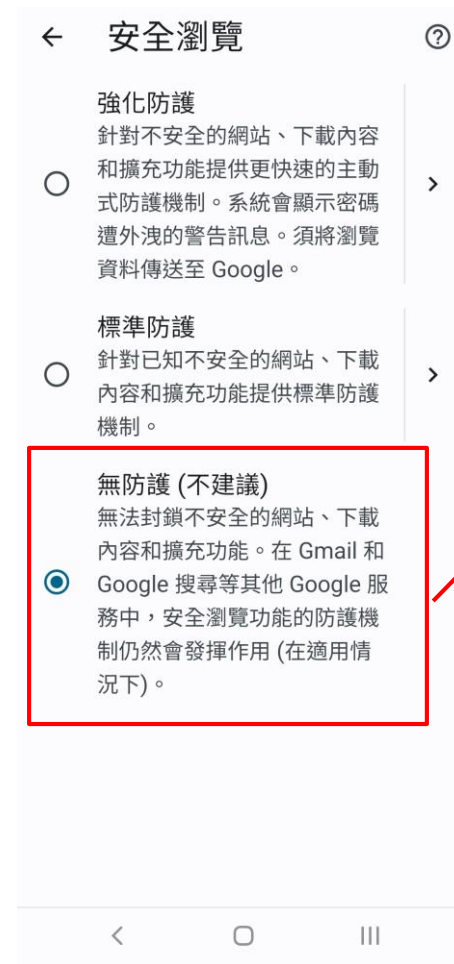 安全瀏覽
強化防護
針對不安全的網站、下載內容
和擴充功能提供更快速的主動
式防護機制。系統會顯示密碼
遭外洩的警告訊息。須將瀏覽
資料傳送至 Google。
標準防護
針對已知不安全的網站、下載
內容和擴充功能提供標準防護
機制。
無防護 (不建議)
無法封鎖不安全的網站、下載
內容和擴充功能。在 Gmail 和
Google 搜尋等其他 Google 服
務中，安全瀏覽功能的防護機
制仍然會發揮作用 (在適用情
況下)。